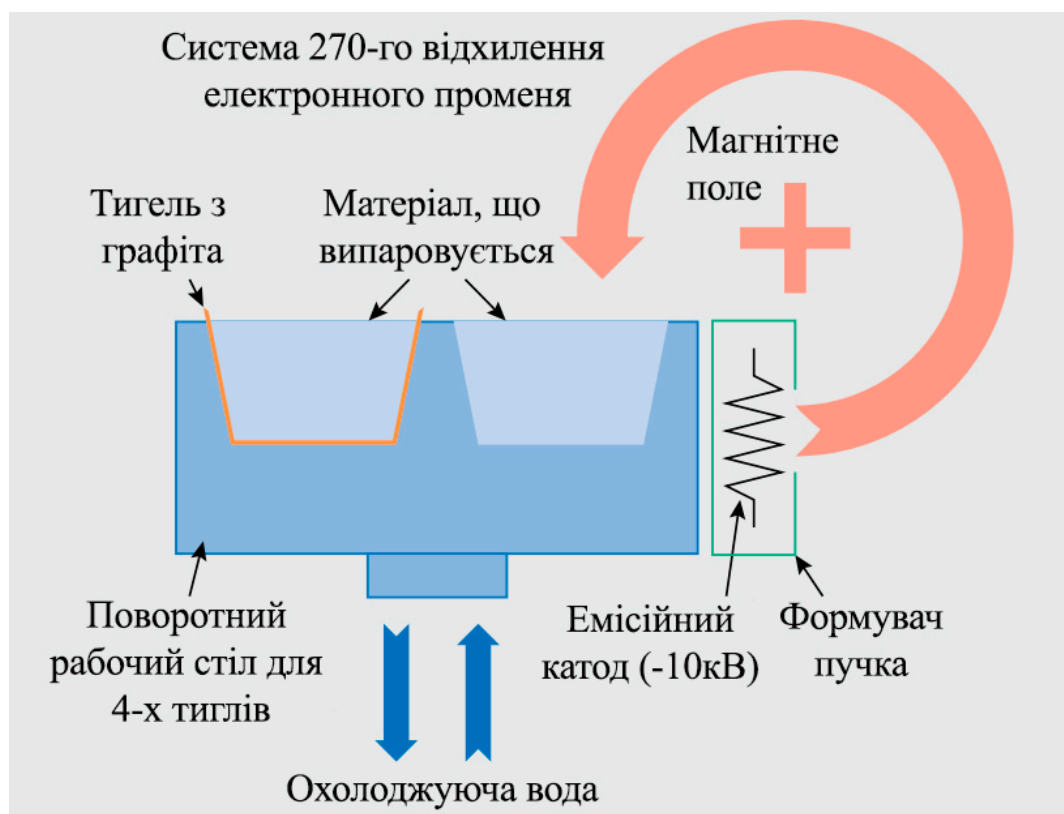 Система 270-го відхилення
електронного променя
Магнітне
поле
Тигель з
графіта
Матеріал, що
випаровується
Поворотний
рабочий стіл для
4-х тиглів
Емісійний
катод (-10кВ)
Формувач
пучка
Охолоджуюча вода